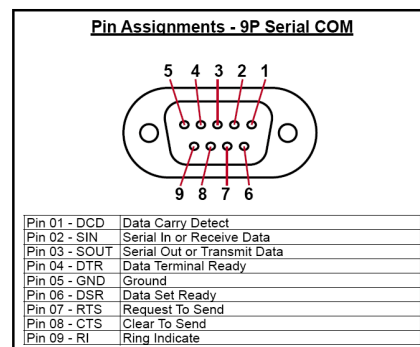 Pin Assignments - 9P Serial COM
5 4 3 2 1
9 8 7 6
Pin 01 - DCD Data Carry Detect
Pin 02 - SIN Serial In or Receive Data
Pin 03 - SOUT Serial Out or Transmit Data
Pin 04 - DTR Data Terminal Ready
Pin 05 - GND Ground
Pin 06 - DSR Data Set Ready
Pin 07 - RTS Request To Send
Pin 08 - CTS Clear To Send
Pin 09 - RI Ring Indicate